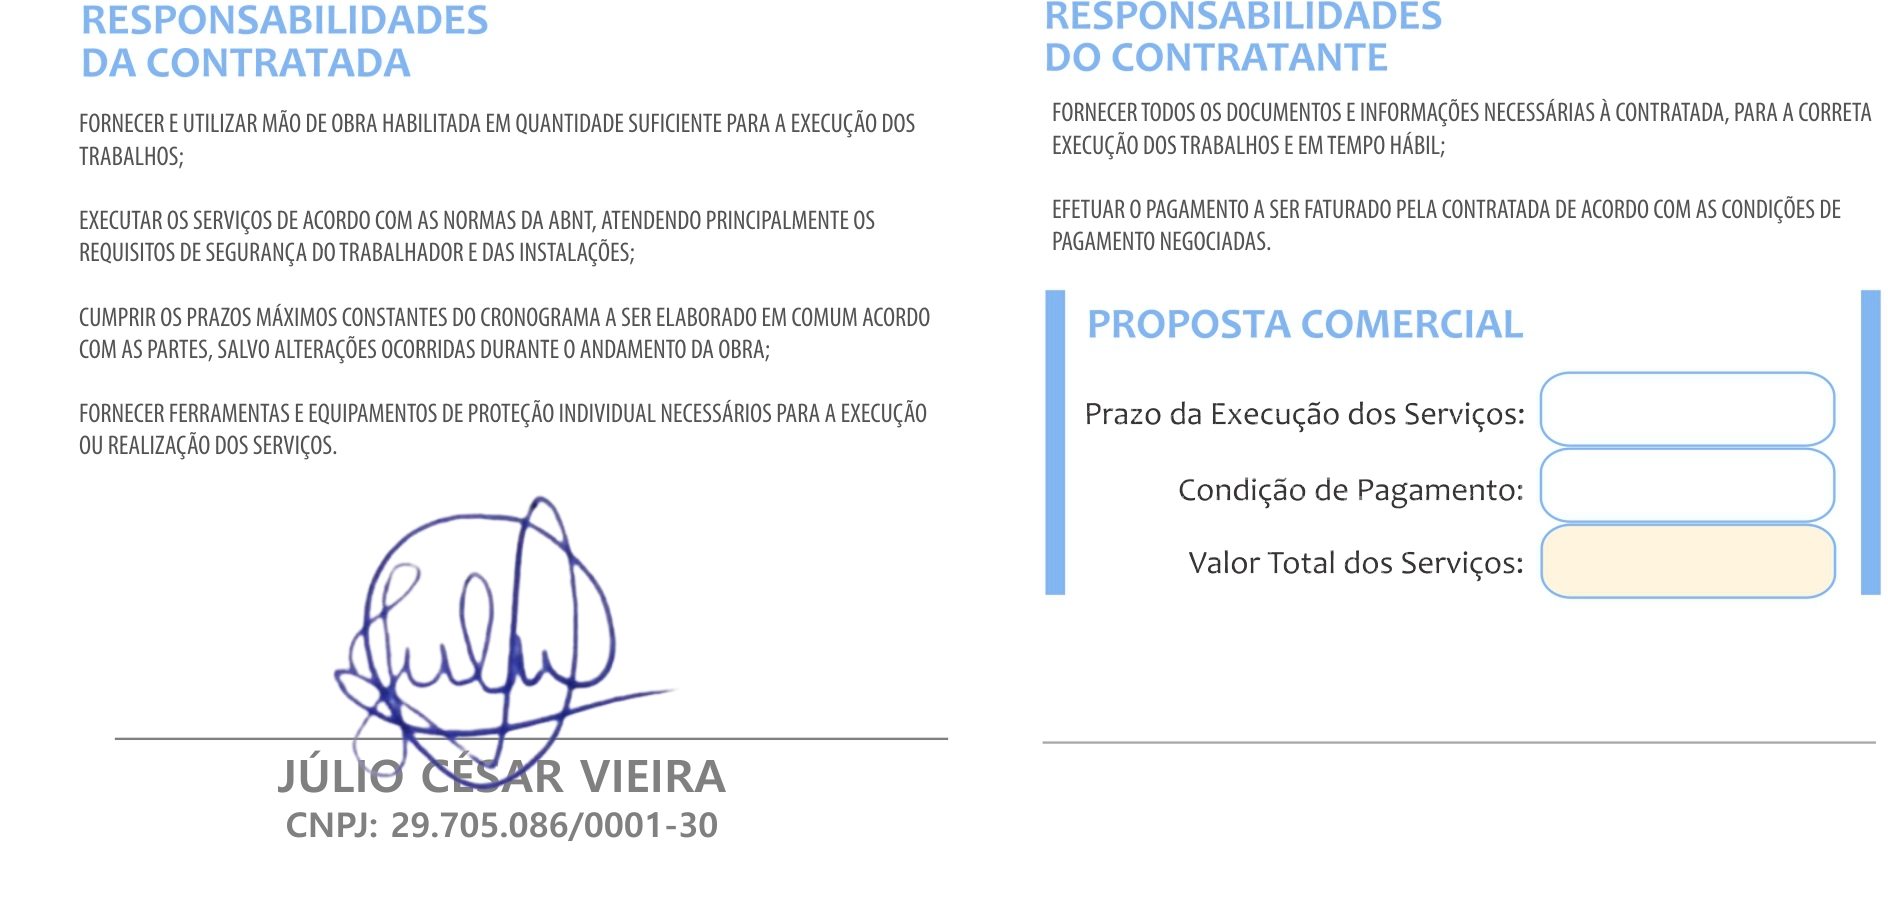 RESPONSABILIDADES
DA CONTRATADA
FORNECER E UTILIZAR MÃO DE OBRA HABILITADA EM QUANTIDADE SUFICIENTE PARA A EXECUÇÃO DOS
TRABALHOS;
EXECUTAR OS SERVIÇOS DE ACORDO COM AS NORMAS DA ABNT, ATENDENDO PRINCIPALMENTE OS
REQUISITOS DE SEGURANÇA DO TRABALHADOR E DAS INSTALAÇÕES;
CUMPRIR OS PRAZOS MÁXIMOS CONSTANTES DO CRONOGRAMA A SER ELABORADO EM COMUM ACORDO
COM AS PARTES, SALVO ALTERAÇÕES OCORRIDAS DURANTE O ANDAMENTO DA OBRA;
FORNECER FERRAMENTAS E EQUIPAMENTOS DE PROTEÇÃO INDIVIDUAL NECESSÁRIOS PARA A EXECUÇÃO
OU REALIZAÇÃO DOS SERVIÇOS.
JÚLIO CÉSAR VIEIRA
CNPJ: 29.705.086/0001-30
RESPONSABILIDADES
DO CONTRATANTE
FORNECER TODOS OS DOCUMENTOS E INFORMAÇÕES NECESSÁRIAS À CONTRATADA, PARA A CORRETA
EXECUÇÃO DOS TRABALHOS E EM TEMPO HÁBIL;
EFETUAR O PAGAMENTO A SER FATURADO PELA CONTRATADA DE ACORDO COM AS CONDIÇÕES DE
PAGAMENTO NEGOCIADAS.
PROPOSTA COMERCIAL
Prazo da Execução dos Serviços:
Condição de Pagamento:
Valor Total dos Serviços: